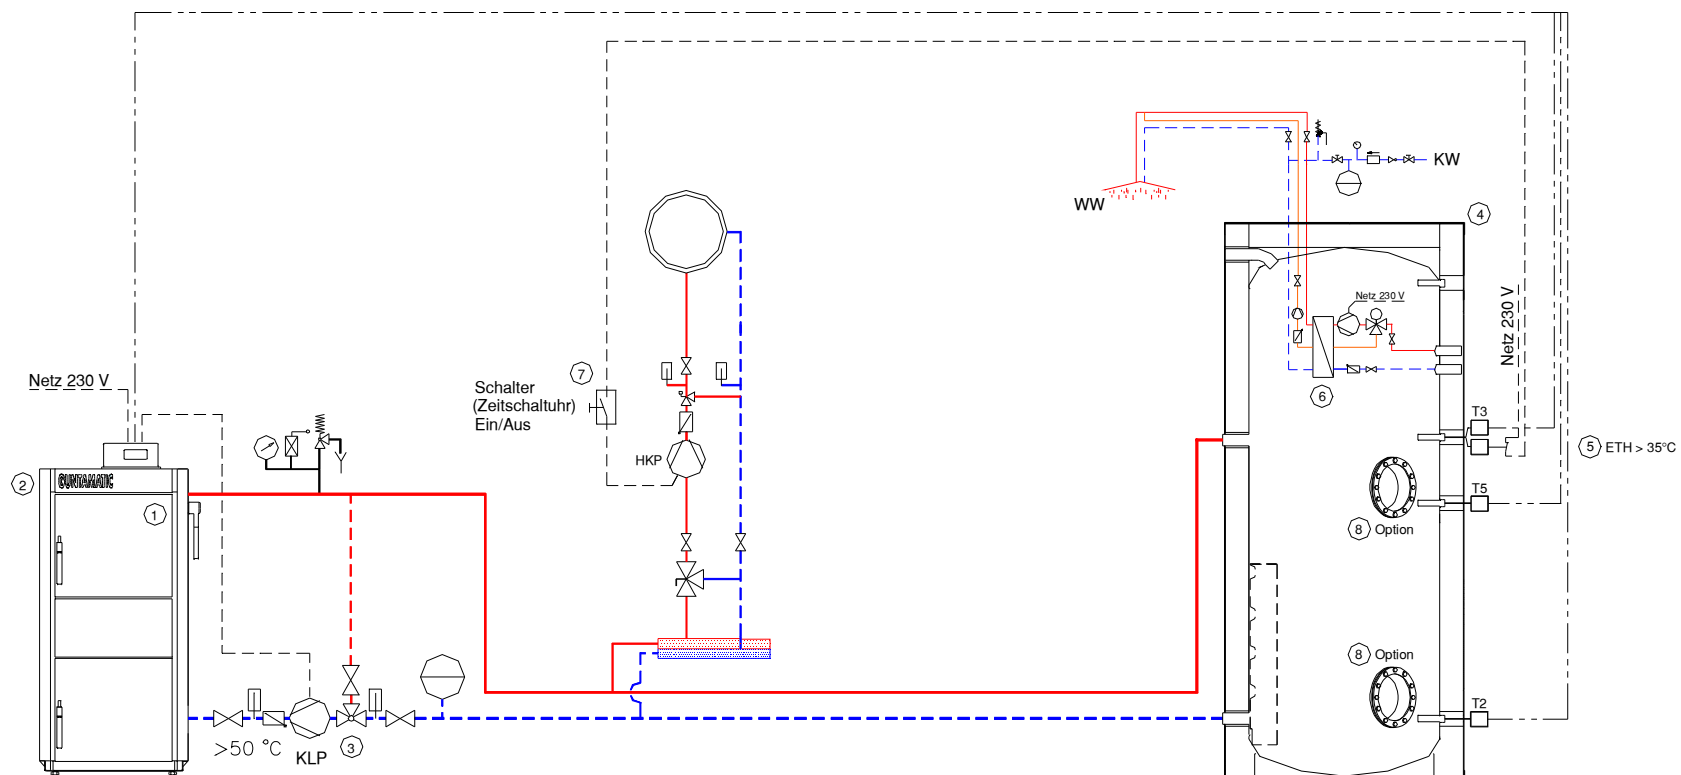 KW
WW
4
Netz 230 V
Netz 230 V
7
Schalter
(Zeitschaltuhr)
Ein/Aus
Netz 230 V
6
T3
5 ETH > 35°C
HKP
2
GUNTAMATIC
1
T5
8 Option
8 Option
T2
>50 °C
KLP
3